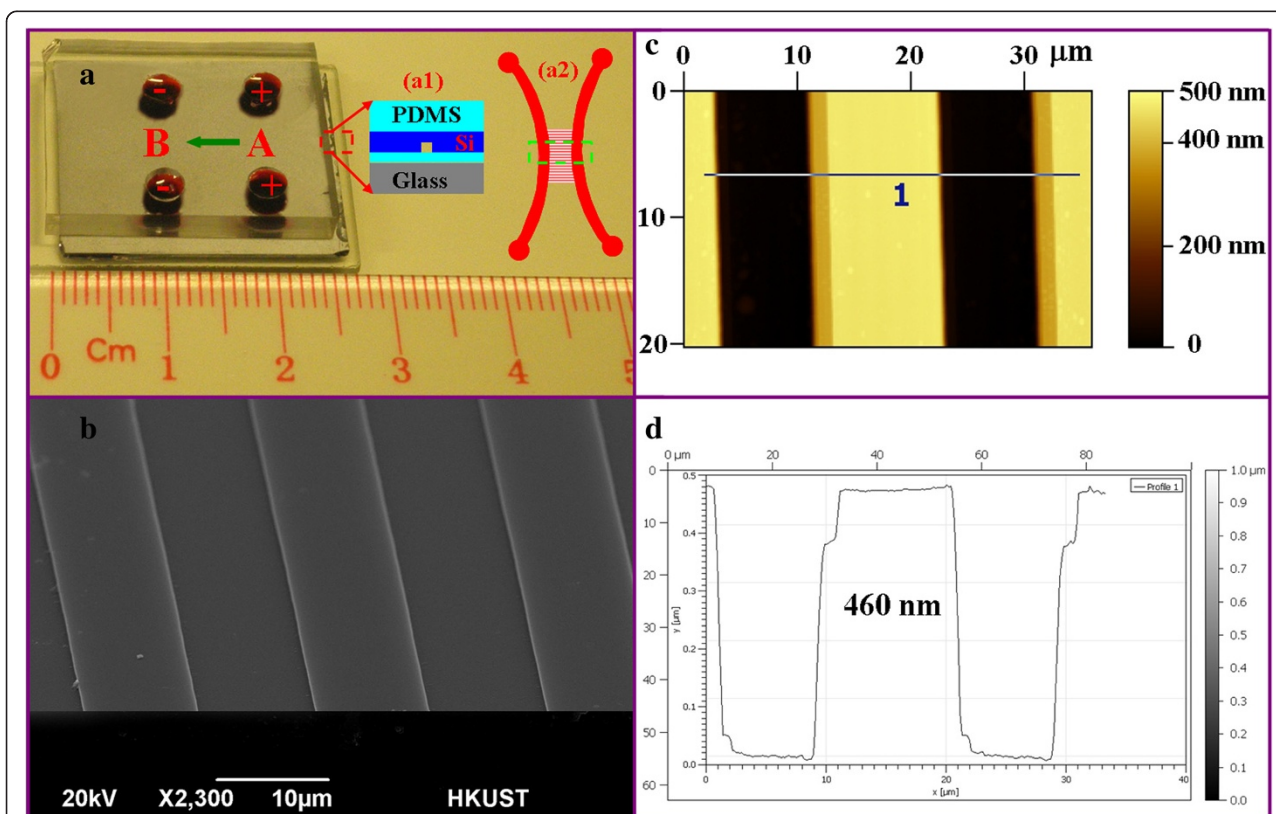 a
(a1)
(a2)
- +
PDMS
B A
Si
Glass
- +
0 Cm 1 2 3 4 5
b
20kV X2,300 10µm HKUST
c
0 10 20 30 µm
0
1
10
20
500 nm
400 nm
200 nm
0
d
0 µm 20 40 60 80
0
10
20
30
40
50
60
Profile 1
0.5
0.4
0.3
0.2
0.1
0.0
y [µm]
460 nm
0 10 20 30 40
x [µm]
1.0 µm
0.9
0.8
0.7
0.6
0.5
0.4
0.3
0.2
0.1
0.0